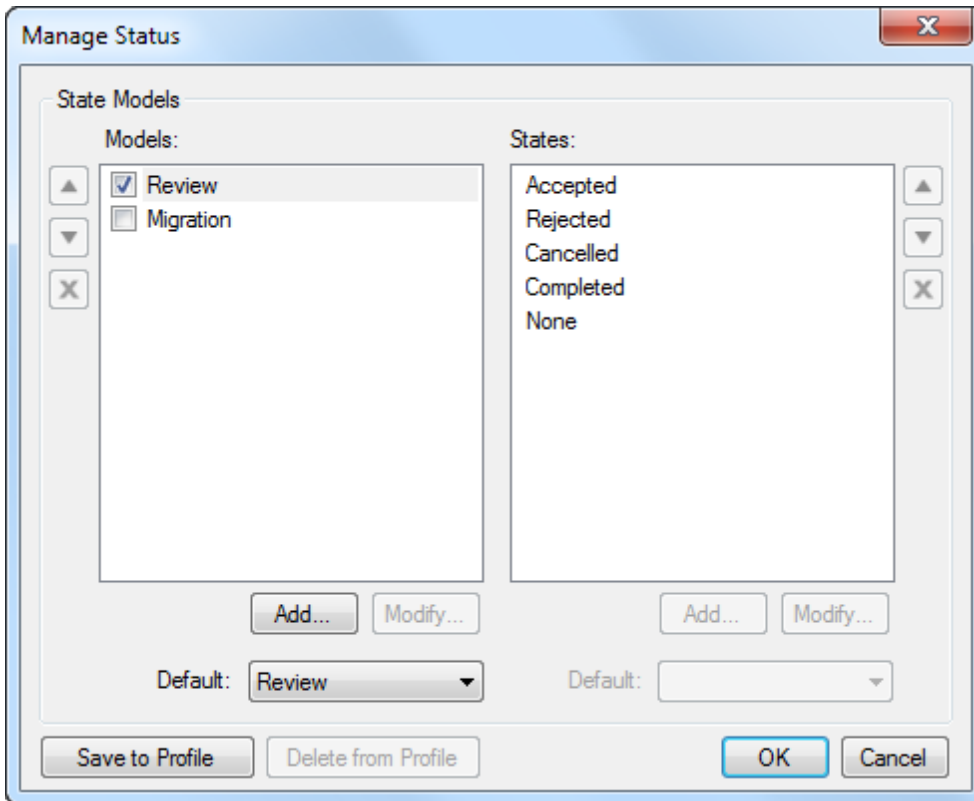 Manage Status
State Models
Models:
Review
Migration
States:
Accepted
Rejected
Cancelled
Completed
None
Add...
Modify...
Add...
Modify...
Default:
Review
Default:
Save to Profile
Delete from Profile
OK
Cancel